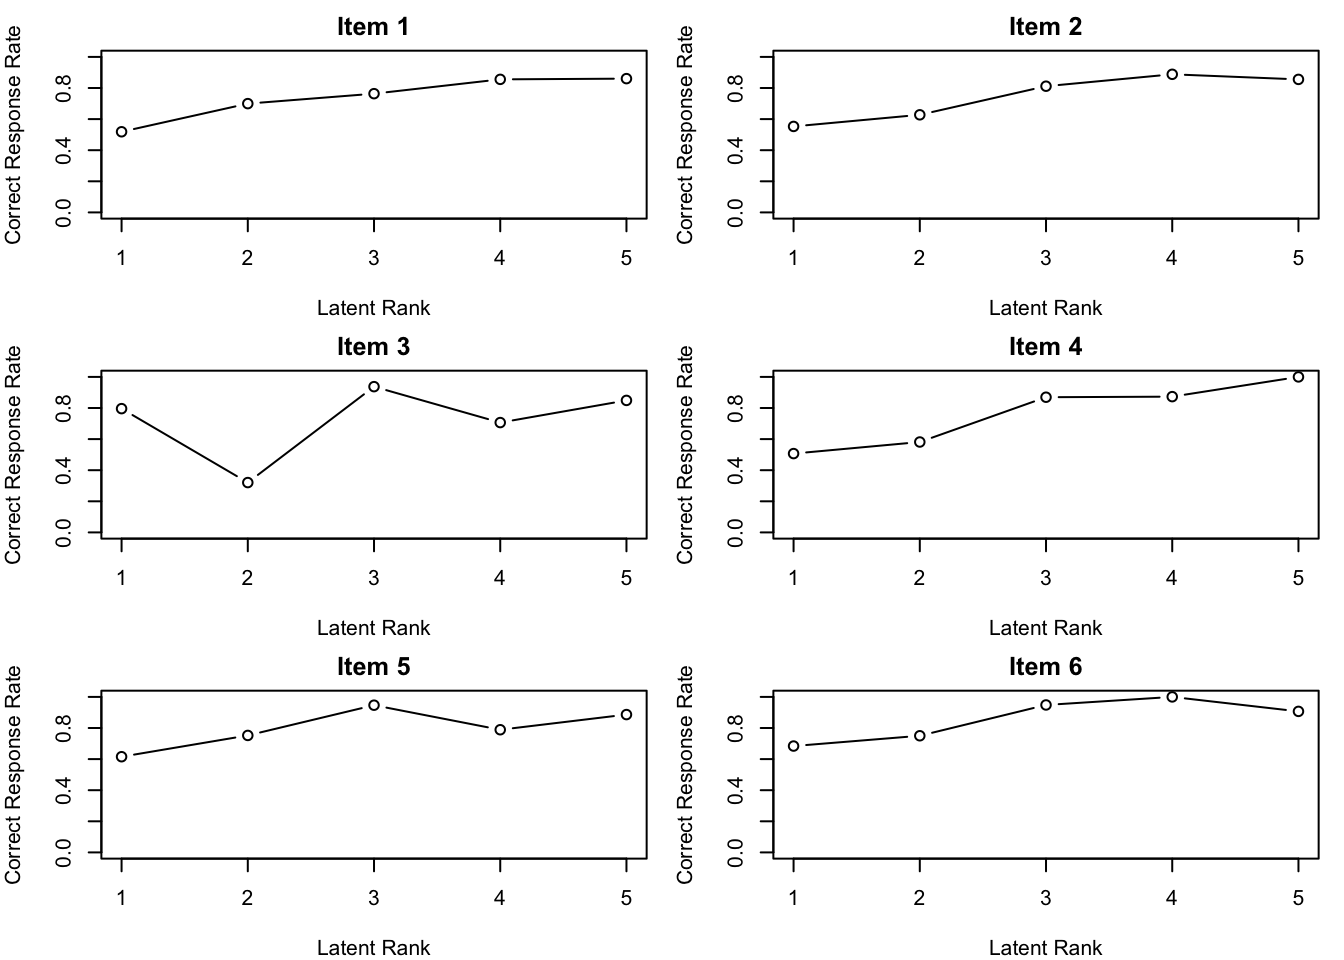 Item 1
Correct Response Rate
0.0 0.4 0.8
1 2 3 4 5
Latent Rank
Item 2
Correct Response Rate
0.0 0.4 0.8
1 2 3 4 5
Latent Rank
Item 3
Correct Response Rate
0.0 0.4 0.8
1 2 3 4 5
Latent Rank
Item 4
Correct Response Rate
0.0 0.4 0.8
1 2 3 4 5
Latent Rank
Item 5
Correct Response Rate
0.0 0.4 0.8
1 2 3 4 5
Latent Rank
Item 6
Correct Response Rate
0.0 0.4 0.8
1 2 3 4 5
Latent Rank